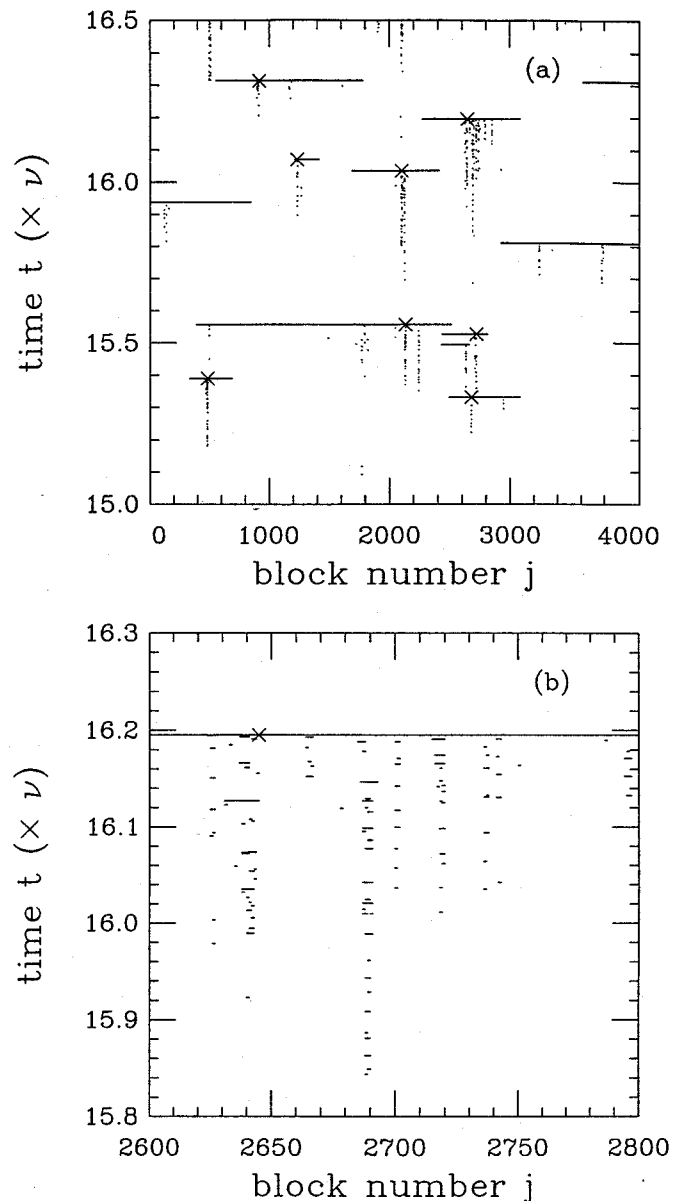 16.5
(a)
16.0
15.5
15.0
time t (× ν)
0 1000 2000 3000 4000
block number j
16.3
(b)
16.2
16.1
16.0
15.9
15.8
time t (× ν)
2600 2650 2700 2750 2800
block number j